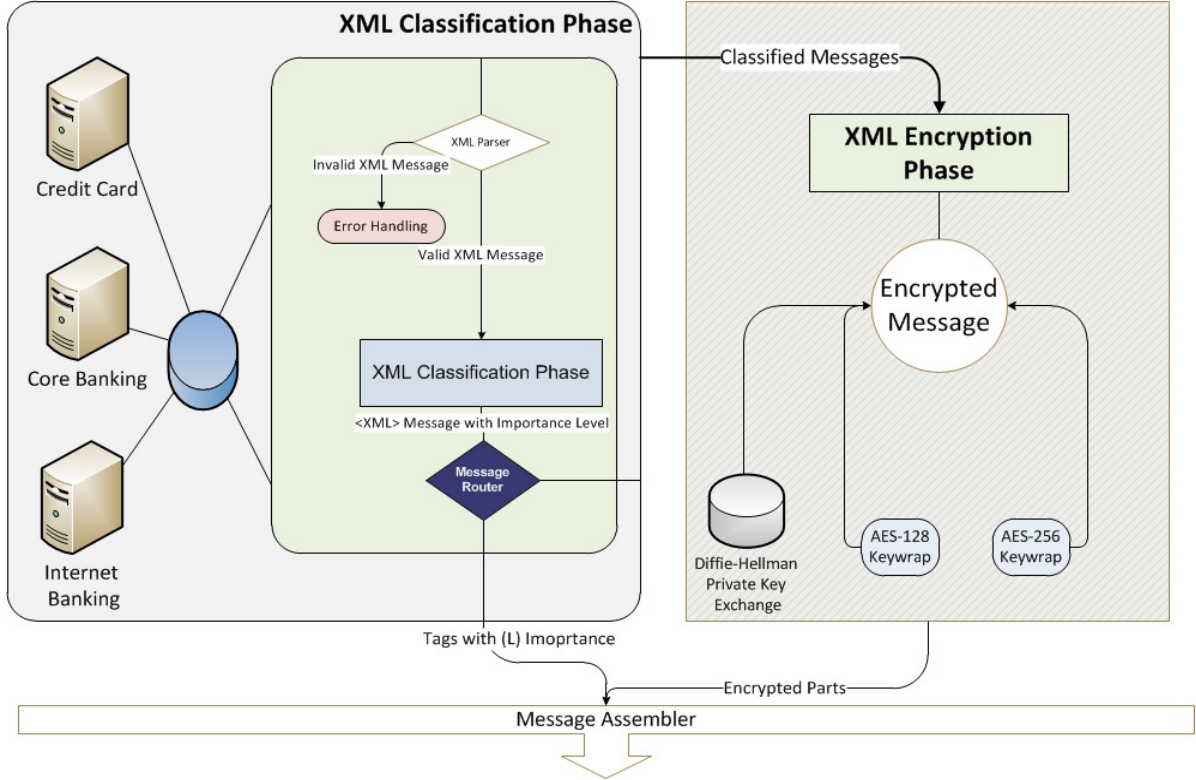 XML Classification Phase
Credit Card
Core Banking
Internet
Banking
XML Parser
Invalid XML Message
Error Handling
Valid XML Message
XML Classification Phase
<XML> Message with Importance Level
Message
Router
Tags with (L) Imoprtance
Classified Messages
XML Encryption
Phase
Encrypted
Message
Diffie-Hellman
Private Key
Exchange
AES-128
Keywrap
AES-256
Keywrap
Encrypted Parts
Message Assembler